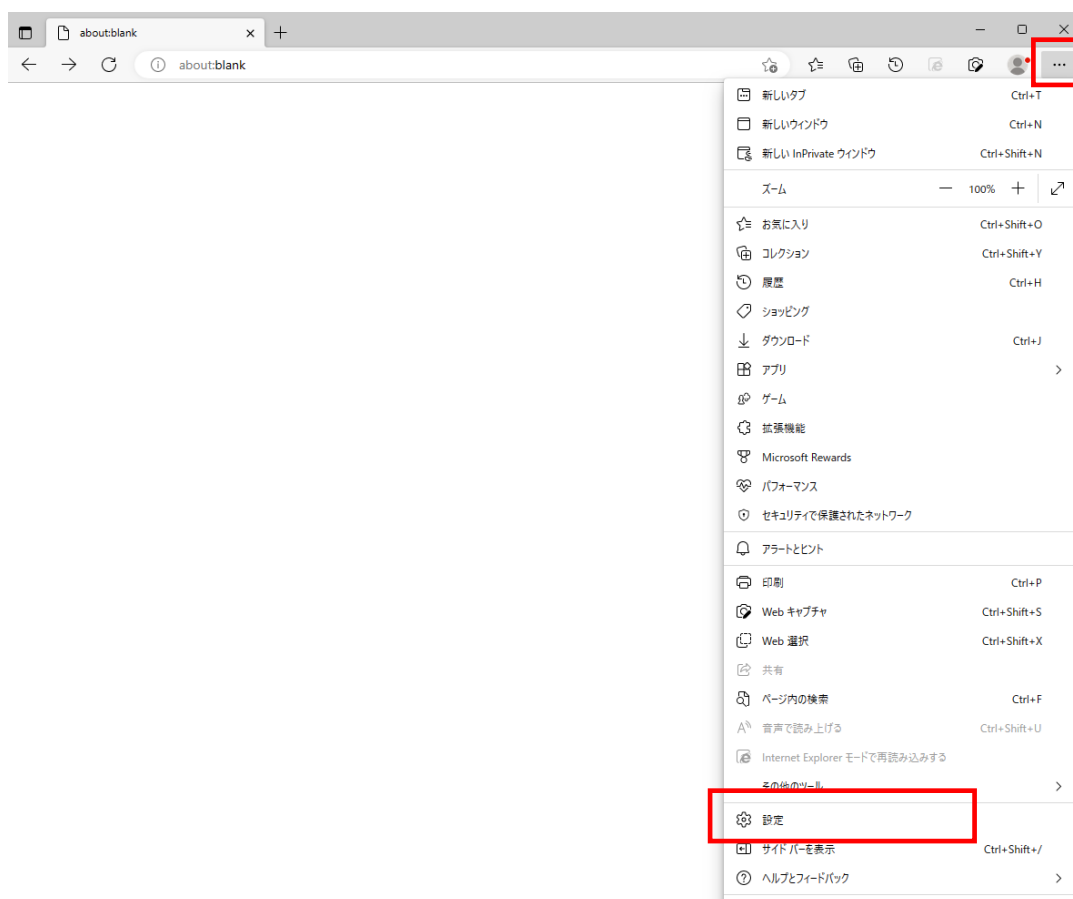 about:blank
about:blank
新しいタブ Ctrl+T
新しいウィンドウ Ctrl+N
新しい InPrivate ウィンドウ Ctrl+Shift+N
ズーム 100%
お気に入り Ctrl+Shift+O
コレクション Ctrl+Shift+Y
履歴 Ctrl+H
ショッピング
ダウンロード Ctrl+J
アプリ
ゲーム
拡張機能
Microsoft Rewards
パフォーマンス
セキュリティで保護されたネットワーク
アラートとヒント
印刷 Ctrl+P
Web キャプチャ Ctrl+Shift+S
Web 選択 Ctrl+Shift+X
共有
ページ内の検索 Ctrl+F
音声で読み上げる Ctrl+Shift+U
Internet Explorer モードで再読み込みする
その他のツール
設定
サイド バーを表示 Ctrl+Shift+/
ヘルプとフィードバック